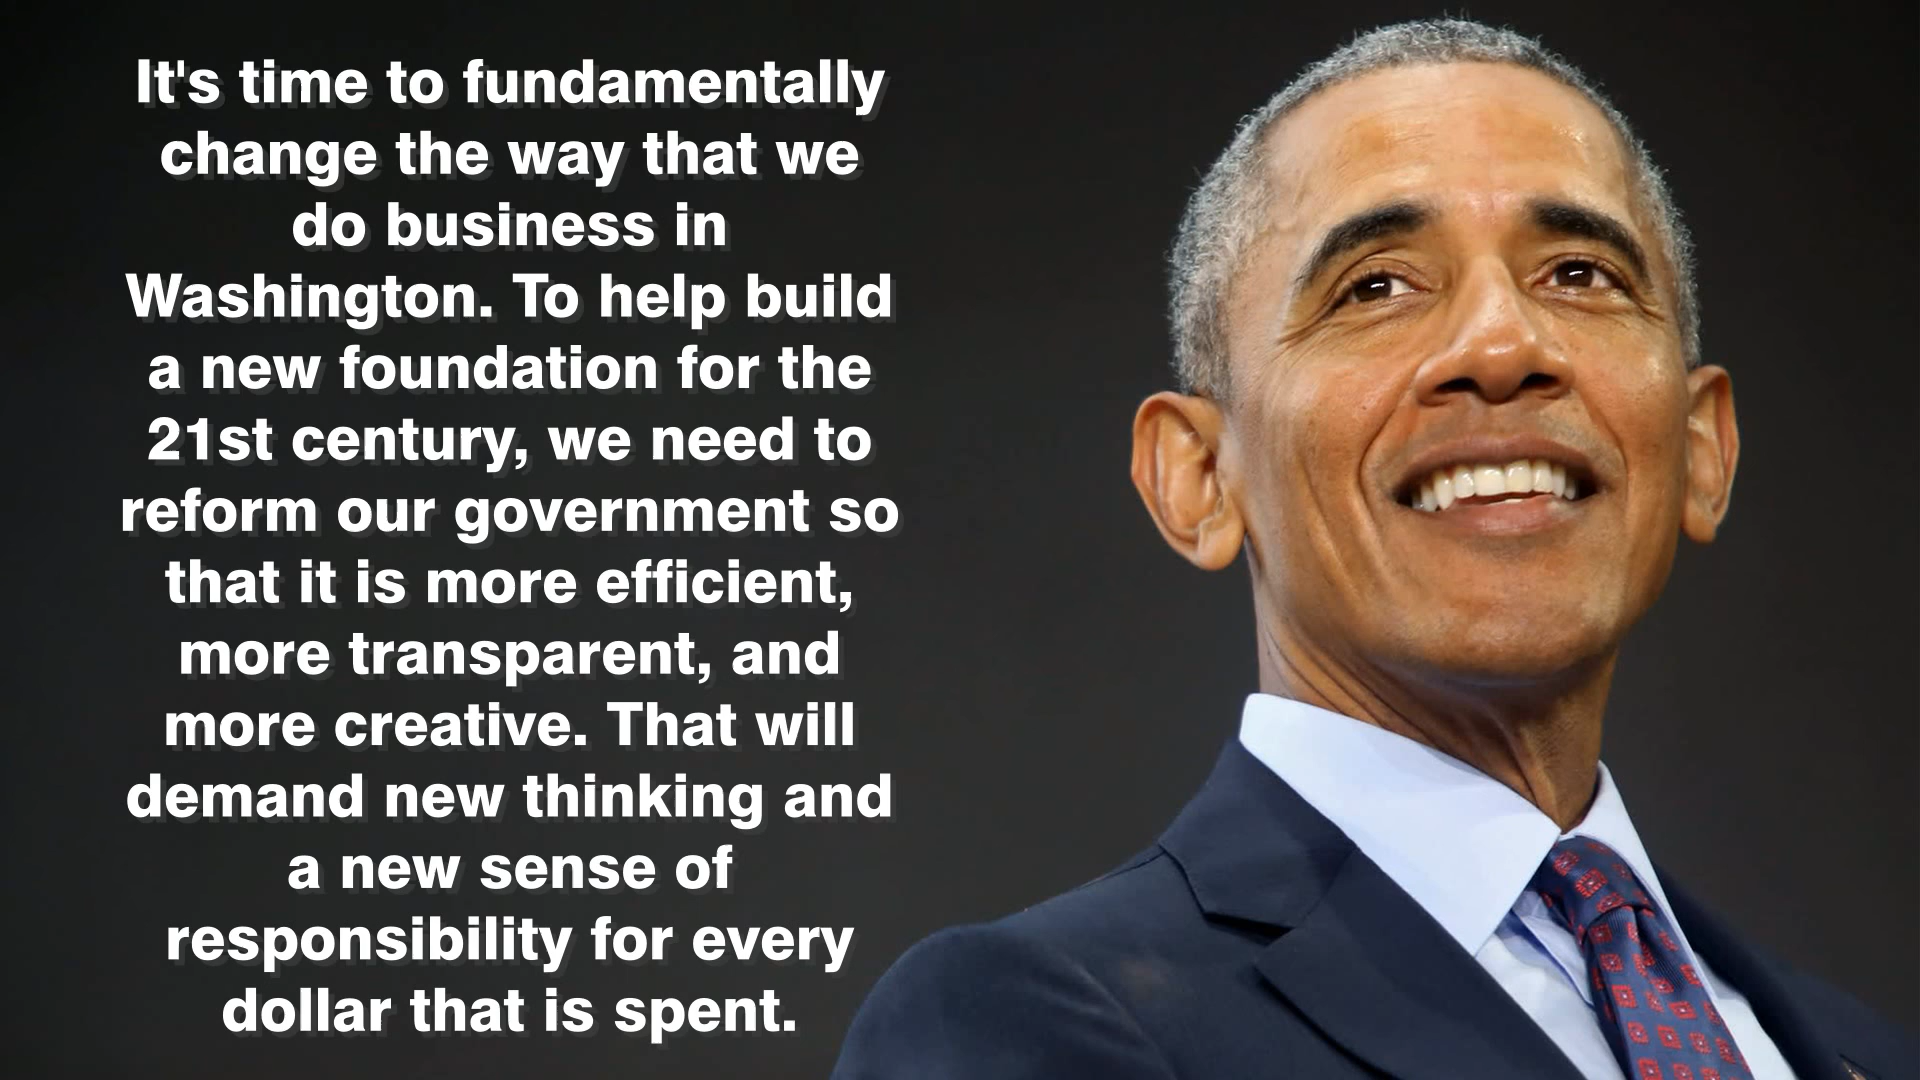 It's time to fundamentally
change the way that we
do business in
Washington. To help build
a new foundation for the
21st century, we need to
reform our government so
that it is more efficient,
more transparent, and
more creative. That will
demand new thinking and
a new sense of
responsibility for every
dollar that is spent.